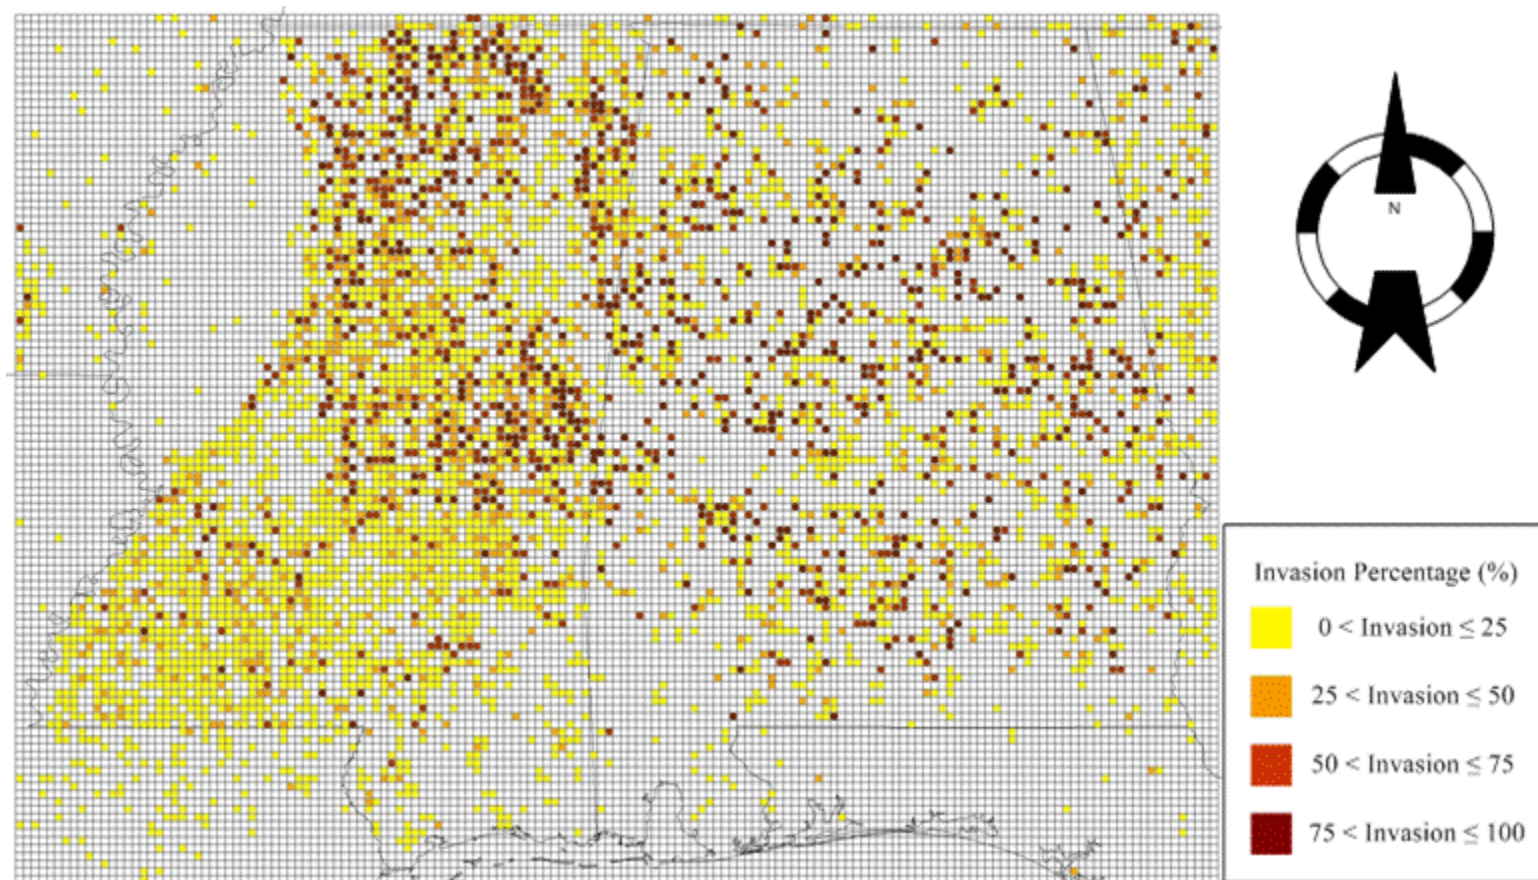 N
Invasion Percentage (%)
0 < Invasion ≤ 25
25 < Invasion ≤ 50
50 < Invasion ≤ 75
75 < Invasion ≤ 100